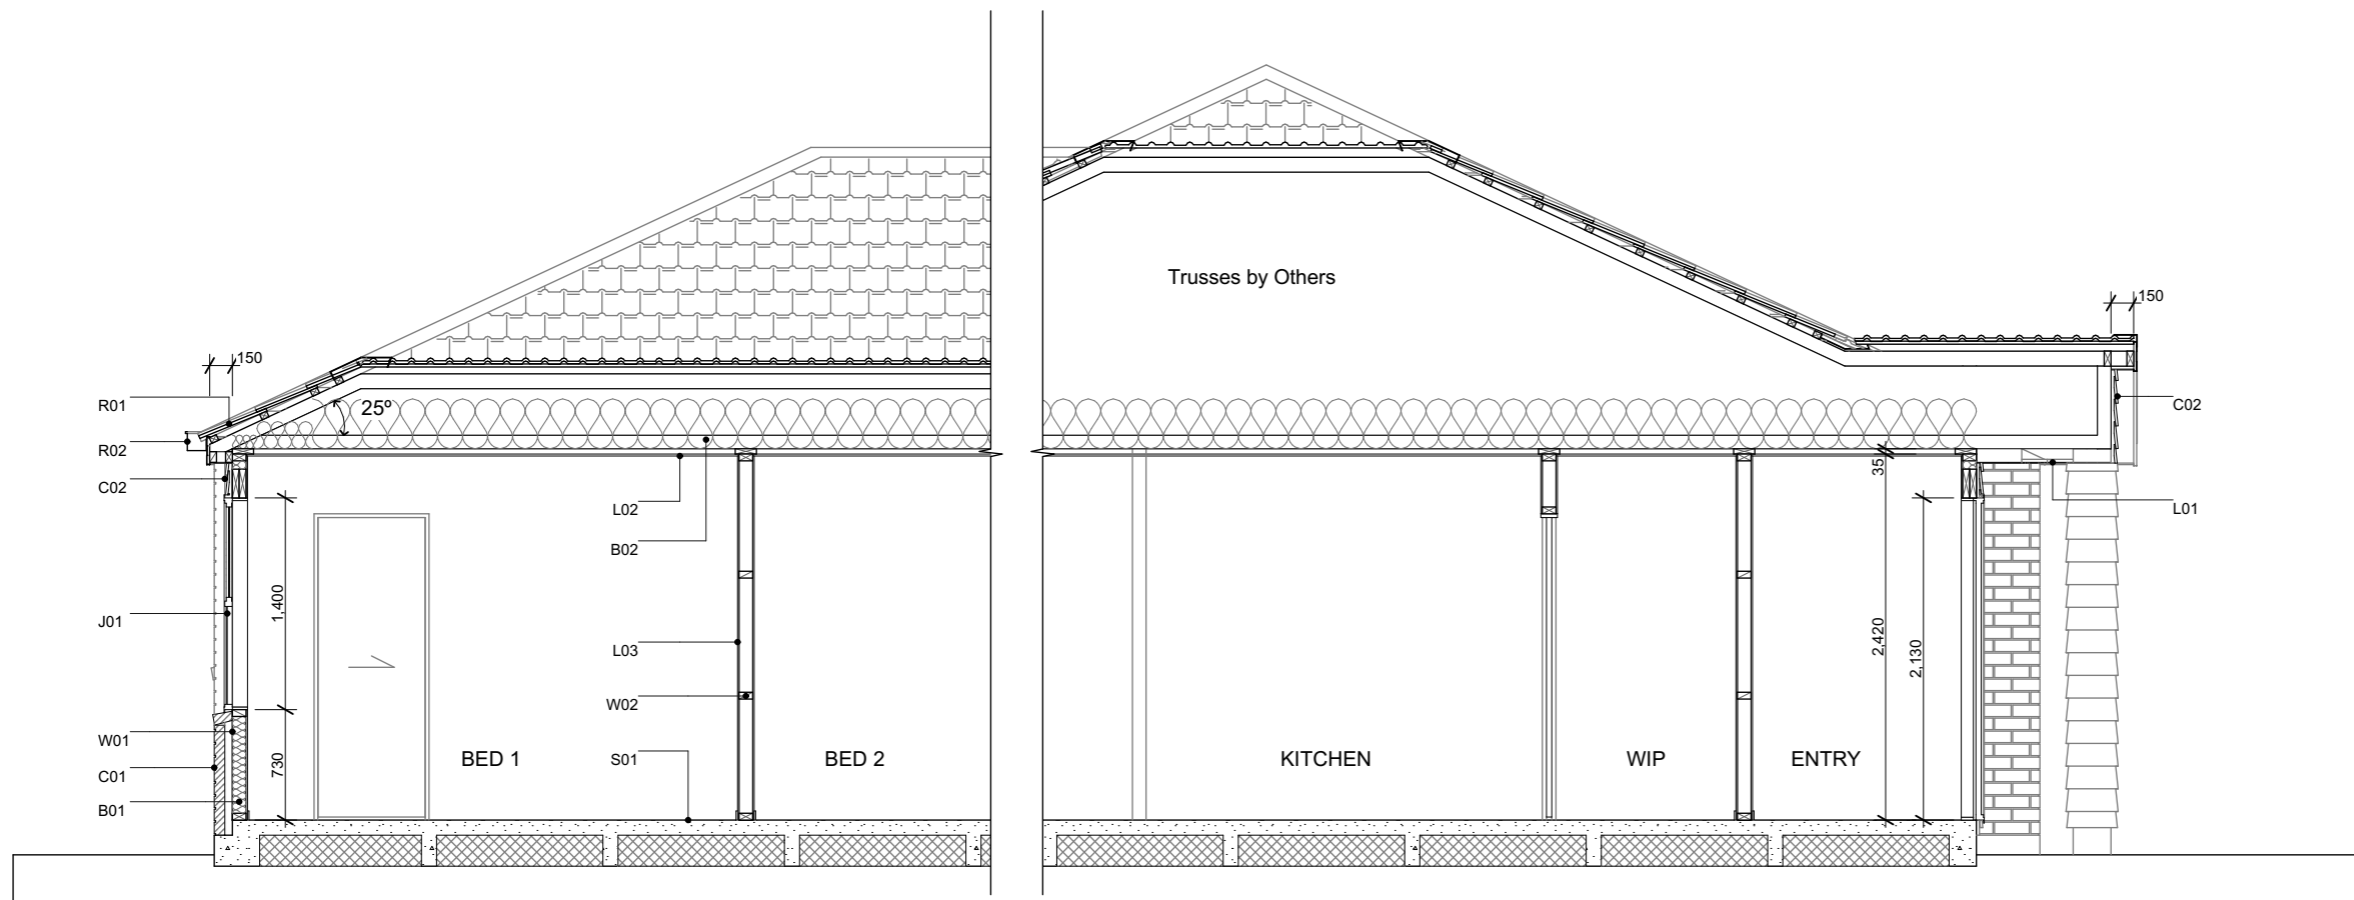 Trusses by Others
150
150
R01
25°
C02
R02
C02
35
L02
L01
B02
1,400
J01
2,420
2,130
L03
W02
W01
730
BED 1
S01
BED 2
KITCHEN
WIP
ENTRY
C01
B01